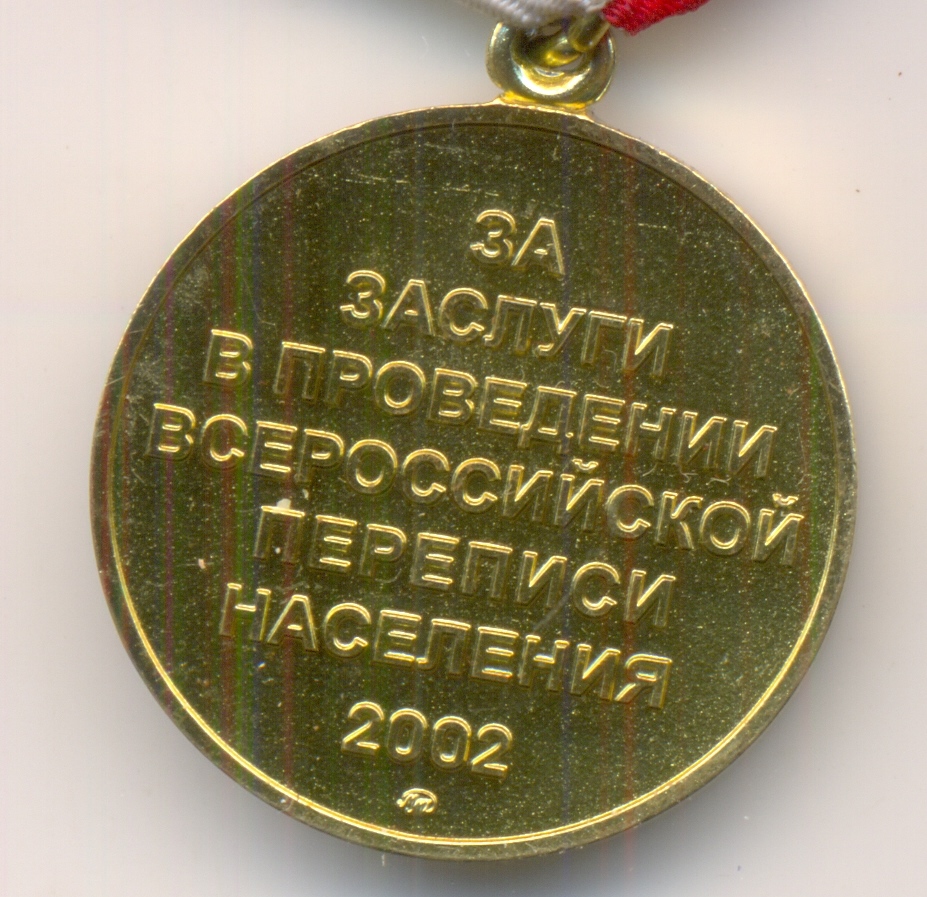 ЗА
ЗАСЛУГИ
В ПРОВЕДЕНИИ
ВСЕРОССИЙСКОЙ
ПЕРЕПИСИ
НАСЕЛЕНИЯ
2002